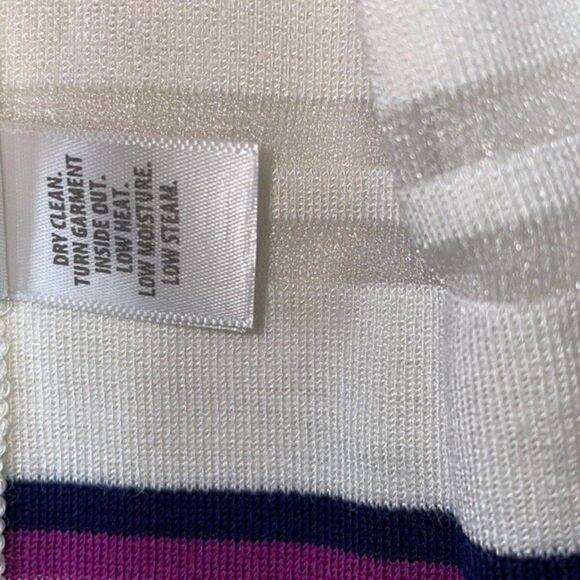 DRY CLEAN.
TURN GARMENT
INSIDE OUT.
LOW HEAT.
LOW MOISTURE.
LOW STEAM.